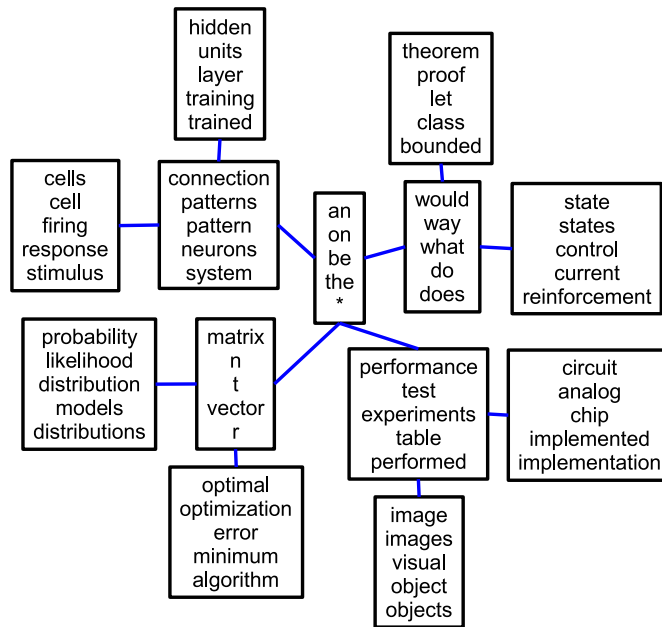 hidden
units
layer
training
trained
theorem
proof
let
class
bounded
cells
cell
firing
response
stimulus
connection
patterns
pattern
neurons
system
an
on
be
the
*
would
way
what
do
does
state
states
control
current
reinforcement
probability
likelihood
distribution
models
distributions
matrix
n
t
vector
r
performance
test
experiments
table
performed
circuit
analog
chip
implemented
implementation
optimal
optimization
error
minimum
algorithm
image
images
visual
object
objects